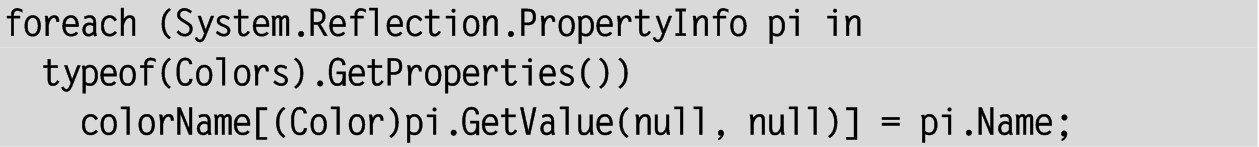 foreach (System.Reflection.PropertyInfo pi in
  typeof(Colors).GetProperties())
    colorName[(Color)pi.GetValue(null, null)] = pi.Name;